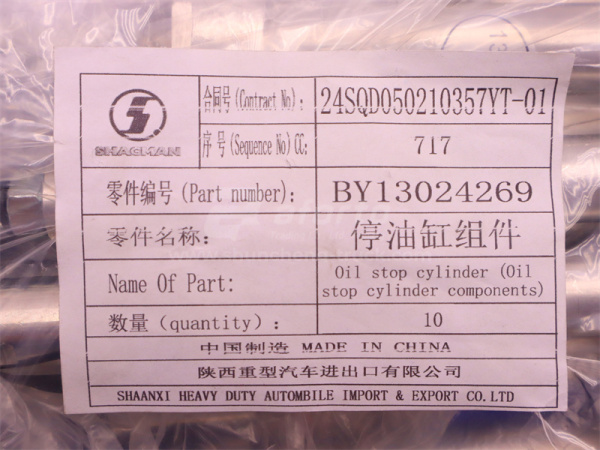 SHACMAN
合同号(Contract No): 24SQD050210357YT-01
序号(Sequence No)CC: 717
零件编号(Part number): BY13024269
零件名称: 停油缸组件
Name Of Part: Oil stop cylinder (Oil
stop cylinder components)
数量(quantity): 10
中国制造 MADE IN CHINA
陕西重型汽车进出口有限公司
SHAANXI HEAVY DUTY AUTOMBILE IMPORT & EXPORT CO.LTD